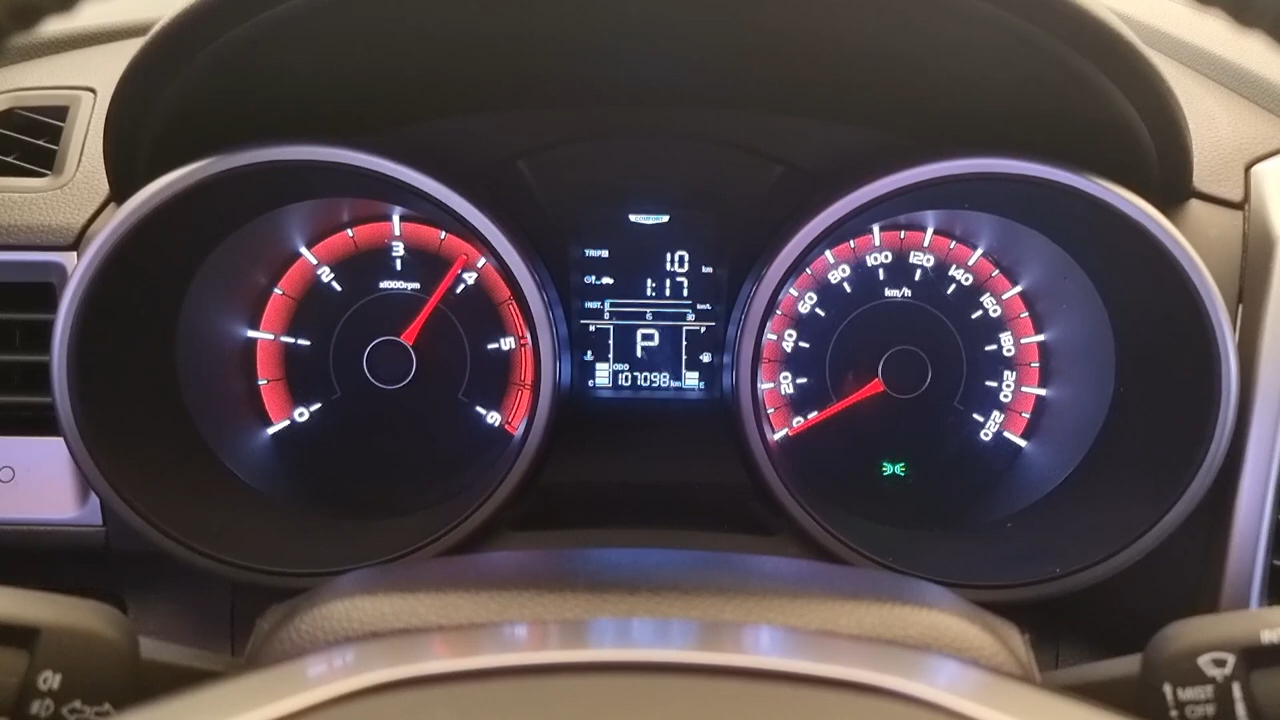 COMFORT
TRIP A
1.0 km
1:17
INST. km/L
0 15 30
H F
P
ODO
C 107098 km E
0 2 3 4 5 6
x1000rpm
0 20 40 60 80 100 120 140 160 180 200 220
km/h
MIST
OFF